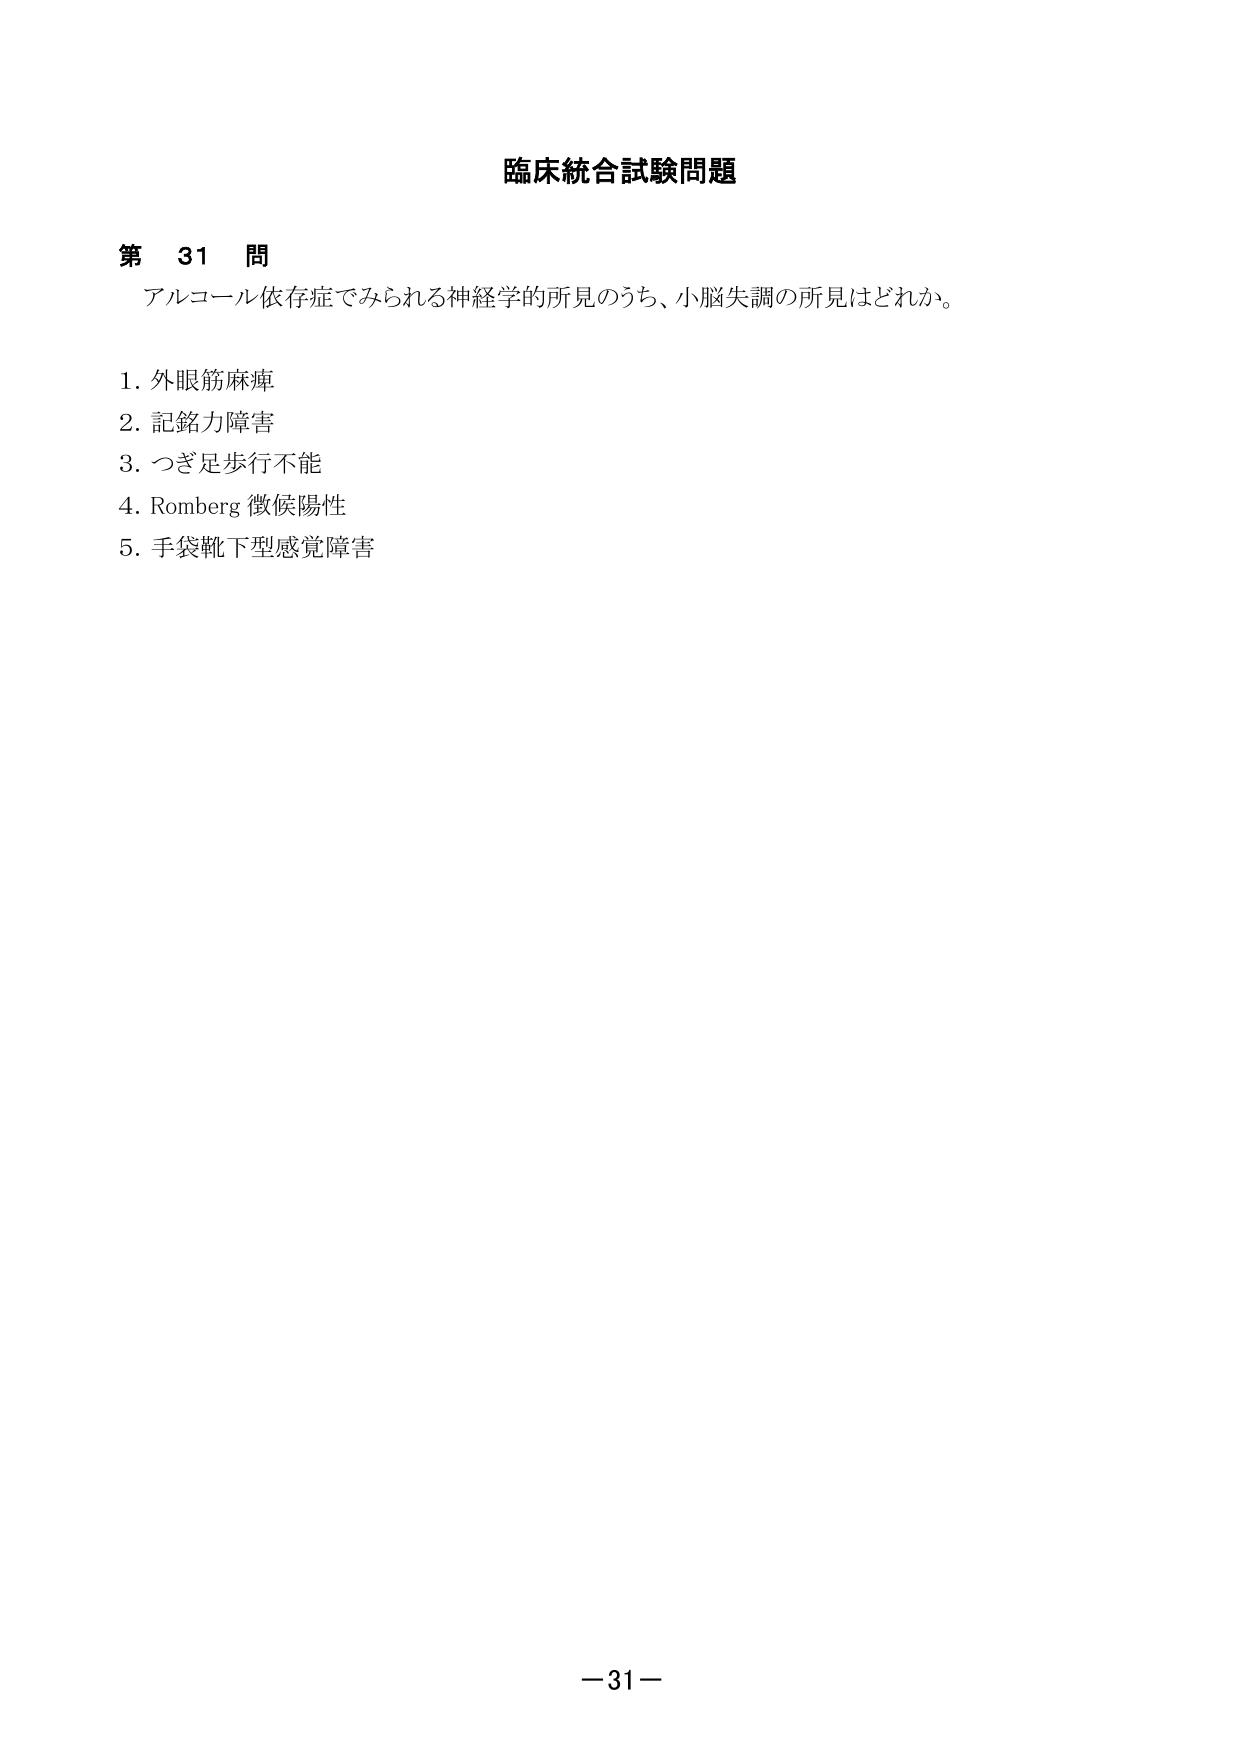 臨床統合試験問題
第 31 問
アルコール依存症でみられる神経学的所見のうち、小脳失調の所見はどれか。
1. 外眼筋麻痺
2. 記銘力障害
3. つぎ足歩行不能
4. Romberg 徴候陽性
5. 手袋靴下型感覚障害
－31－